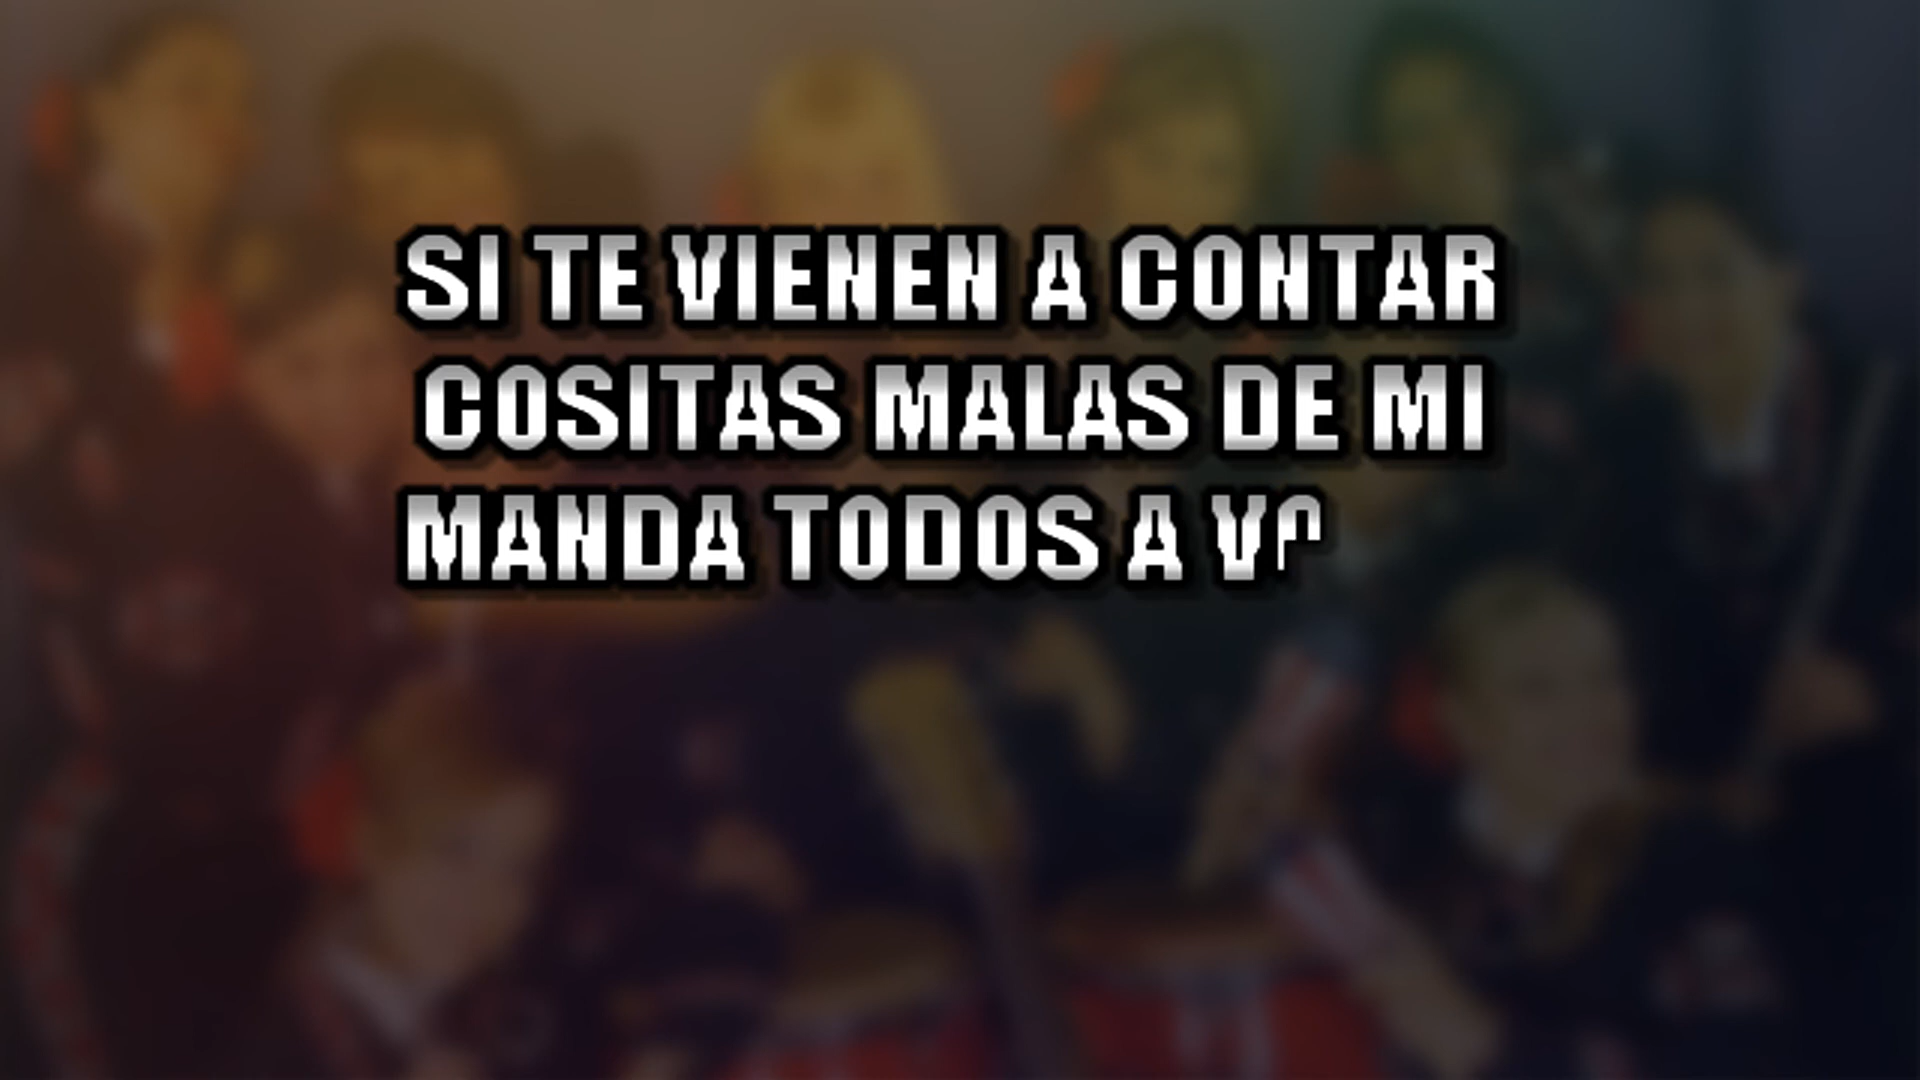 SI TE VIENEN A CONTAR
COSITAS MALAS DE MI
MANDA TODOS A